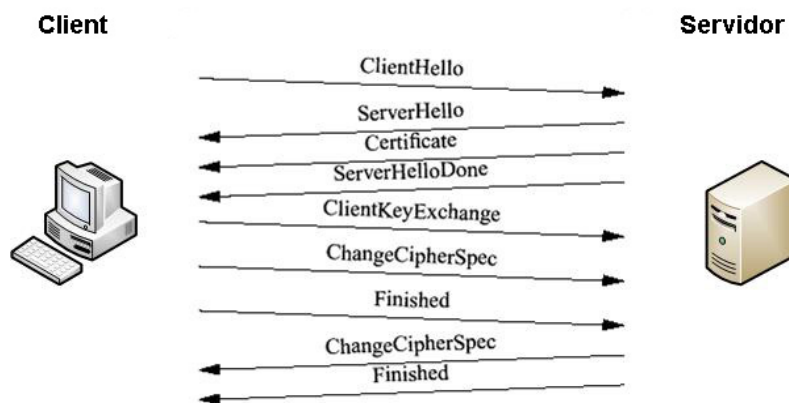 Client
Servidor
ClientHello
ServerHello
Certificate
ServerHelloDone
ClientKeyExchange
ChangeCipherSpec
Finished
ChangeCipherSpec
Finished